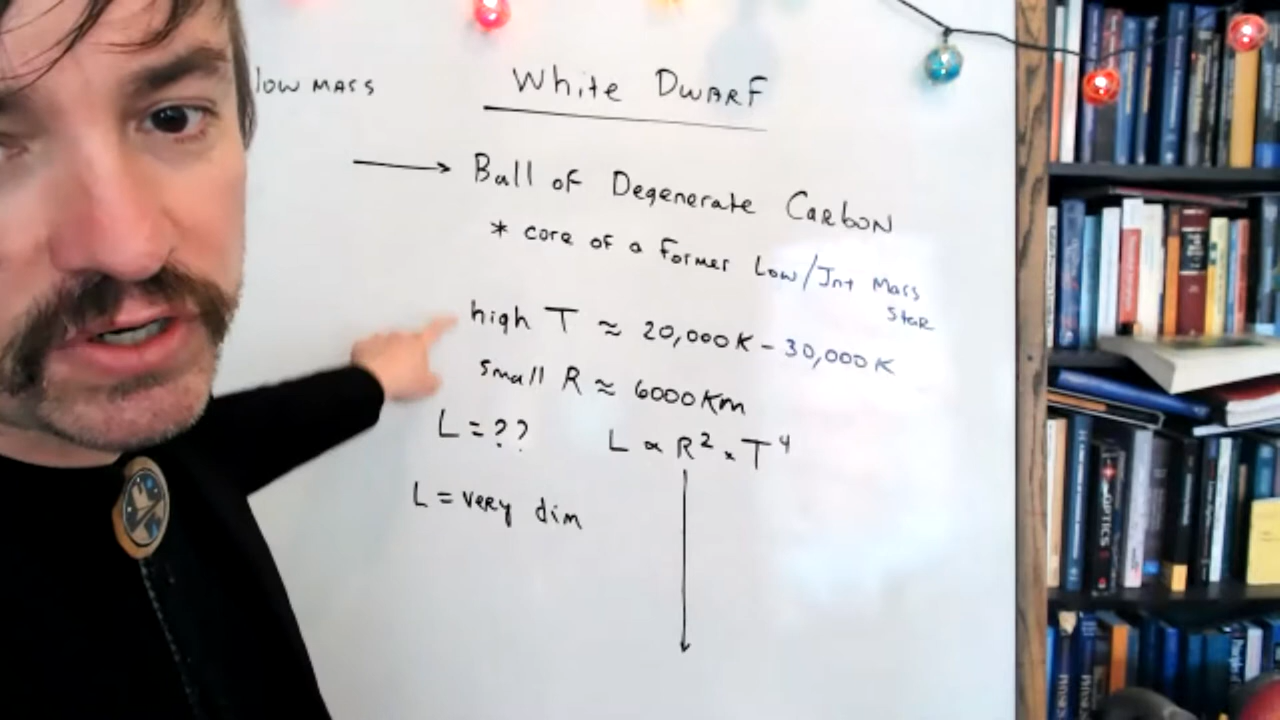 low mass
White Dwarf
Ball of Degenerate Carbon
* core of a Former Low/Int Mass
Star
high T ≈ 20,000K - 30,000K
small R ≈ 6000Km
L = ?? L ∝ R² × T⁴
L = very dim
OPTICS